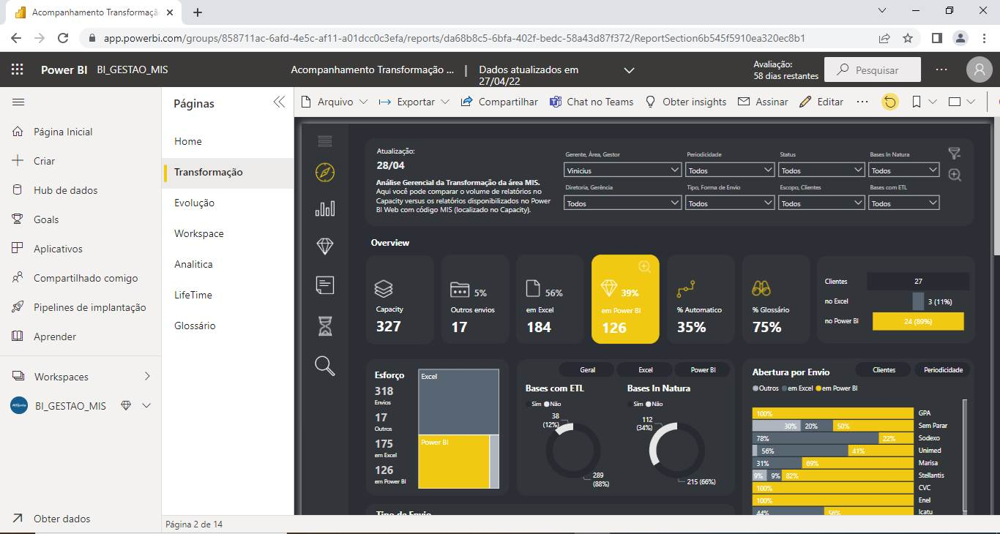 Acompanhamento Transformaçã
app.powerbi.com/groups/858711ac-6afd-4e5c-af11-a01dcc0c3efa/reports/da68b8c5-6bfa-402f-bedc-58a43d87f372/ReportSection6b545f5910ea320ec8b1
Power BI BI_GESTAO_MIS
Acompanhamento Transformação ... | Dados atualizados em
27/04/22
Avaliação:
58 dias restantes
Pesquisar
Página Inicial
Criar
Hub de dados
Goals
Aplicativos
Compartilhado comigo
Pipelines de implantação
Aprender
Workspaces
BI_GESTAO_MIS
Obter dados
Páginas
Home
Transformação
Evolução
Workspace
Analitica
LifeTime
Glossário
Página 2 de 14
Arquivo Exportar Compartilhar Chat no Teams Obter insights Assinar Editar
Atualização:
28/04
Análise Gerencial da Transformação da área MIS.
Aqui você pode comparar o volume de relatórios no
Capacity versus os relatórios disponibilizados no Power
BI Web com código MIS (localizado no Capacity).
Gerente, Área, Gestor Periodicidade Status Bases In Natura
Vinicius Todos Todos Todos
Diretoria, Gerência Tipo, Forma de Envio Escopo, Clientes Bases com ETL
Todos Todos Todos Todos
Overview
Capacity
327
5%
Outros envios
17
56%
em Excel
184
39%
em Power BI
126
% Automatico
35%
% Glossário
75%
Clientes 27
no Excel 3 (11%)
no Power BI 24 (89%)
Esforço
318
Envios
17
Outros
175
em Excel
126
em Power BI
Excel
Power BI
Geral Excel Power BI
Bases com ETL
Sim Não
38
(12%)
289
(88%)
Bases In Natura
Sim Não
112
(34%)
215 (66%)
Abertura por Envio Clientes Periodicidade
Outros em Excel em Power BI
100% GPA
30% 20% 50% Sem Parar
78% 22% Sodexo
56% 41% Unimed
31% 69% Marisa
9% 9% 82% Stellantis
100% CVC
100% Enel
44% 56% Icatu
Tipo de Envio